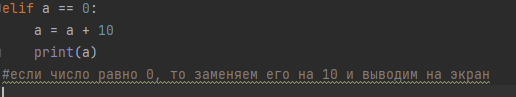 elif a == 0:
    a = a + 10
    print(a)
#если число равно 0, то заменяем его на 10 и выводим на экран